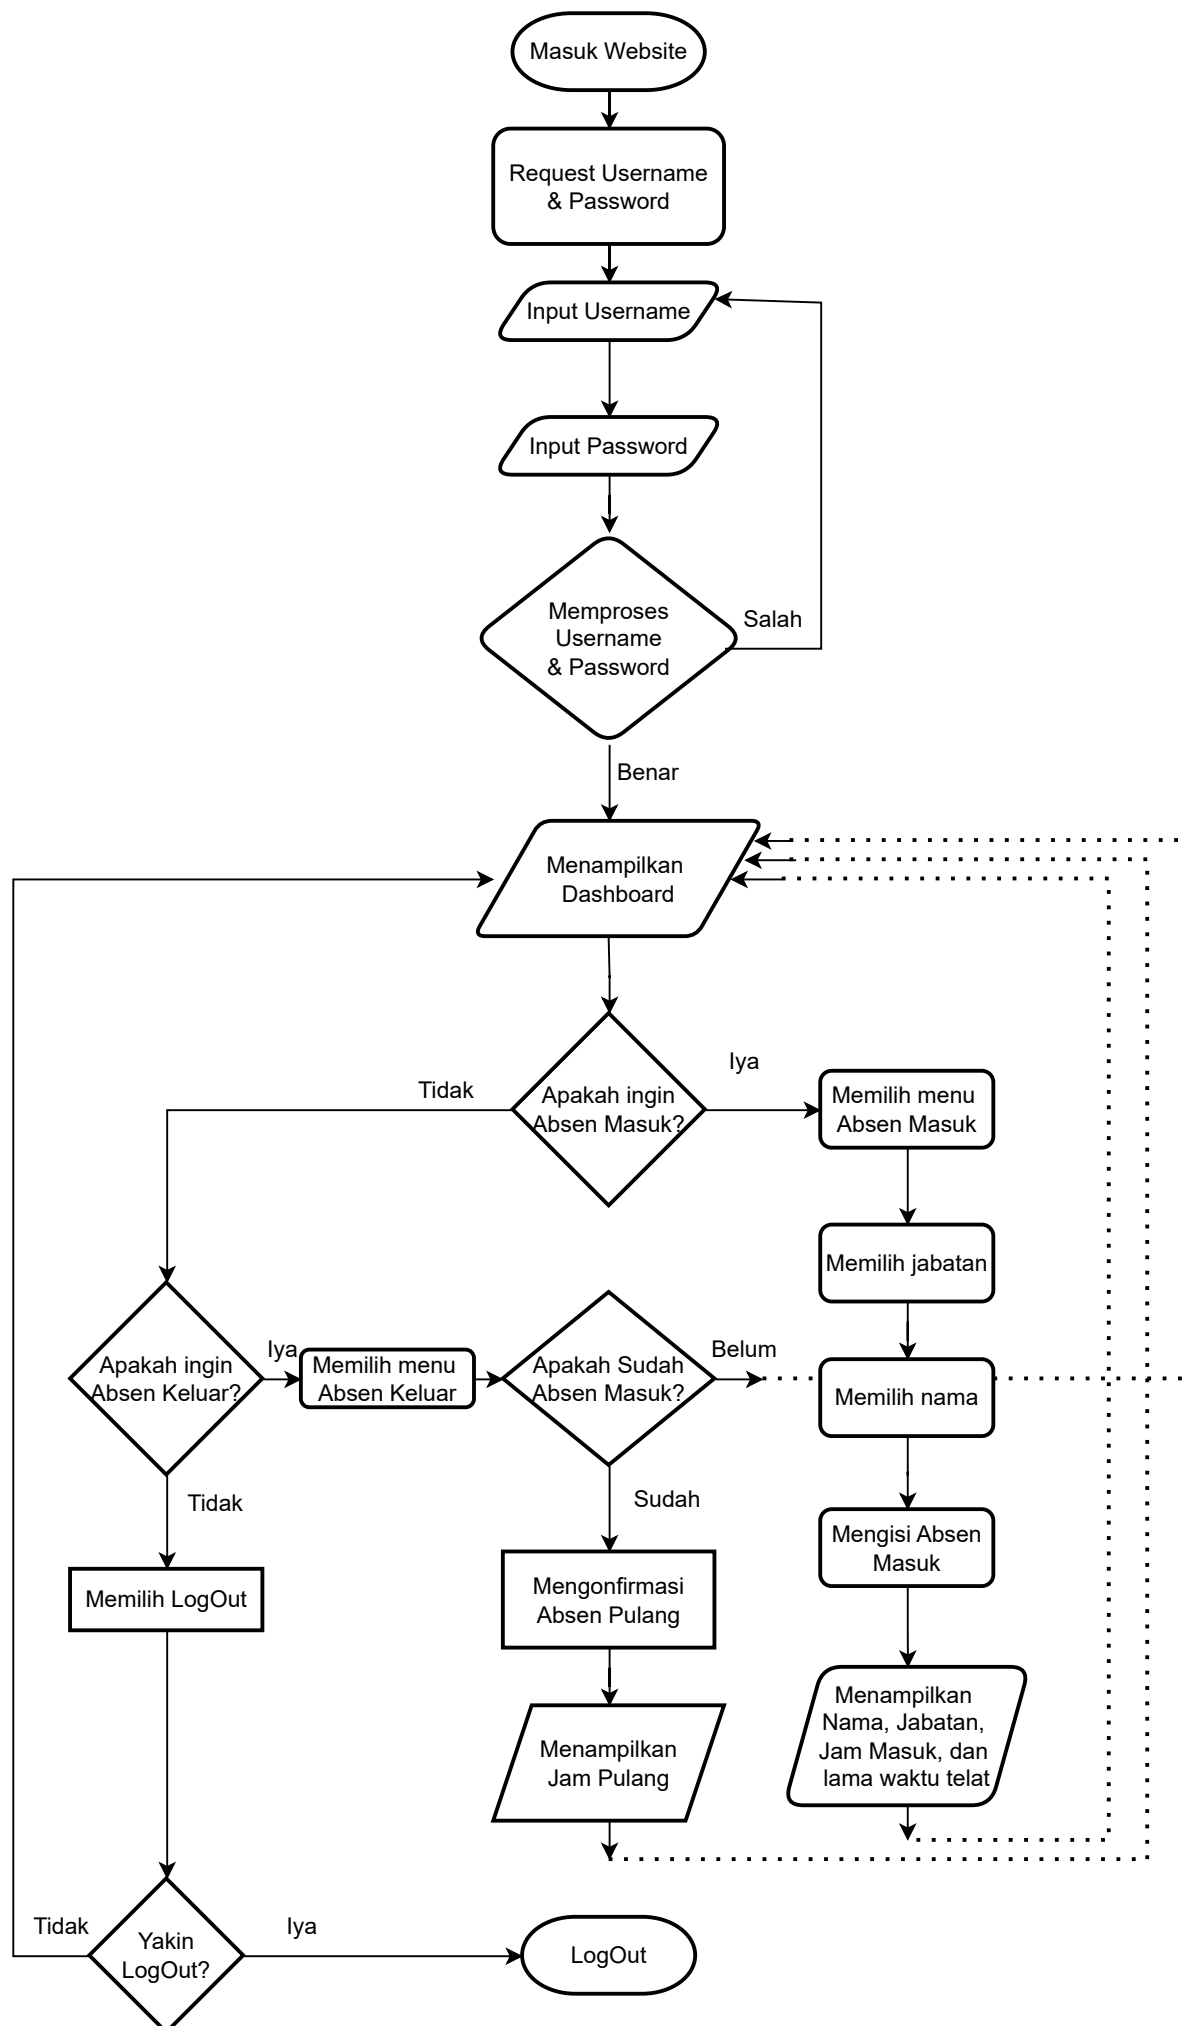 Masuk Website
Request Username
& Password
Input Username
Input Password
Memproses
Username
& Password
Salah
Benar
Menampilkan
Dashboard
Apakah ingin
Absen Masuk?
Iya
Tidak
Memilih menu
Absen Masuk
Memilih jabatan
Apakah ingin
Absen Keluar?
Iya
Memilih menu
Absen Keluar
Apakah Sudah
Absen Masuk?
Belum
Memilih nama
Tidak
Sudah
Mengisi Absen
Masuk
Memilih LogOut
Mengonfirmasi
Absen Pulang
Menampilkan
Nama, Jabatan,
Jam Masuk, dan
lama waktu telat
Menampilkan
Jam Pulang
Tidak
Yakin
LogOut?
Iya
LogOut